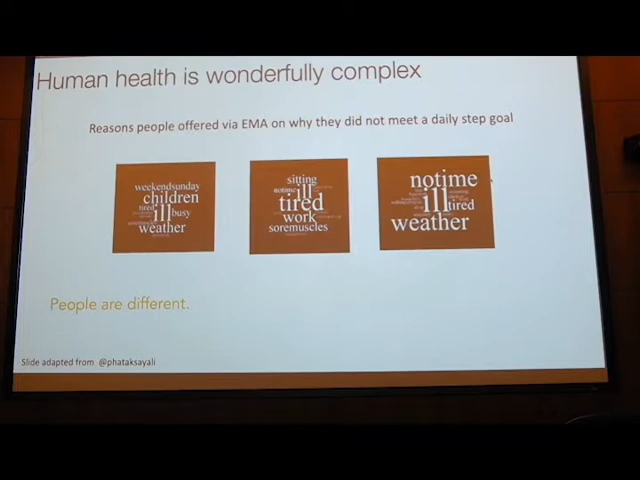 Human health is wonderfully complex
Reasons people offered via EMA on why they did not meet a daily step goal
weekendsunday
children
tired ill busy
weather
sitting
notime ill
tired
work
soremuscles
notime
ill tired
weather
People are different.
Slide adapted from @phataksayali